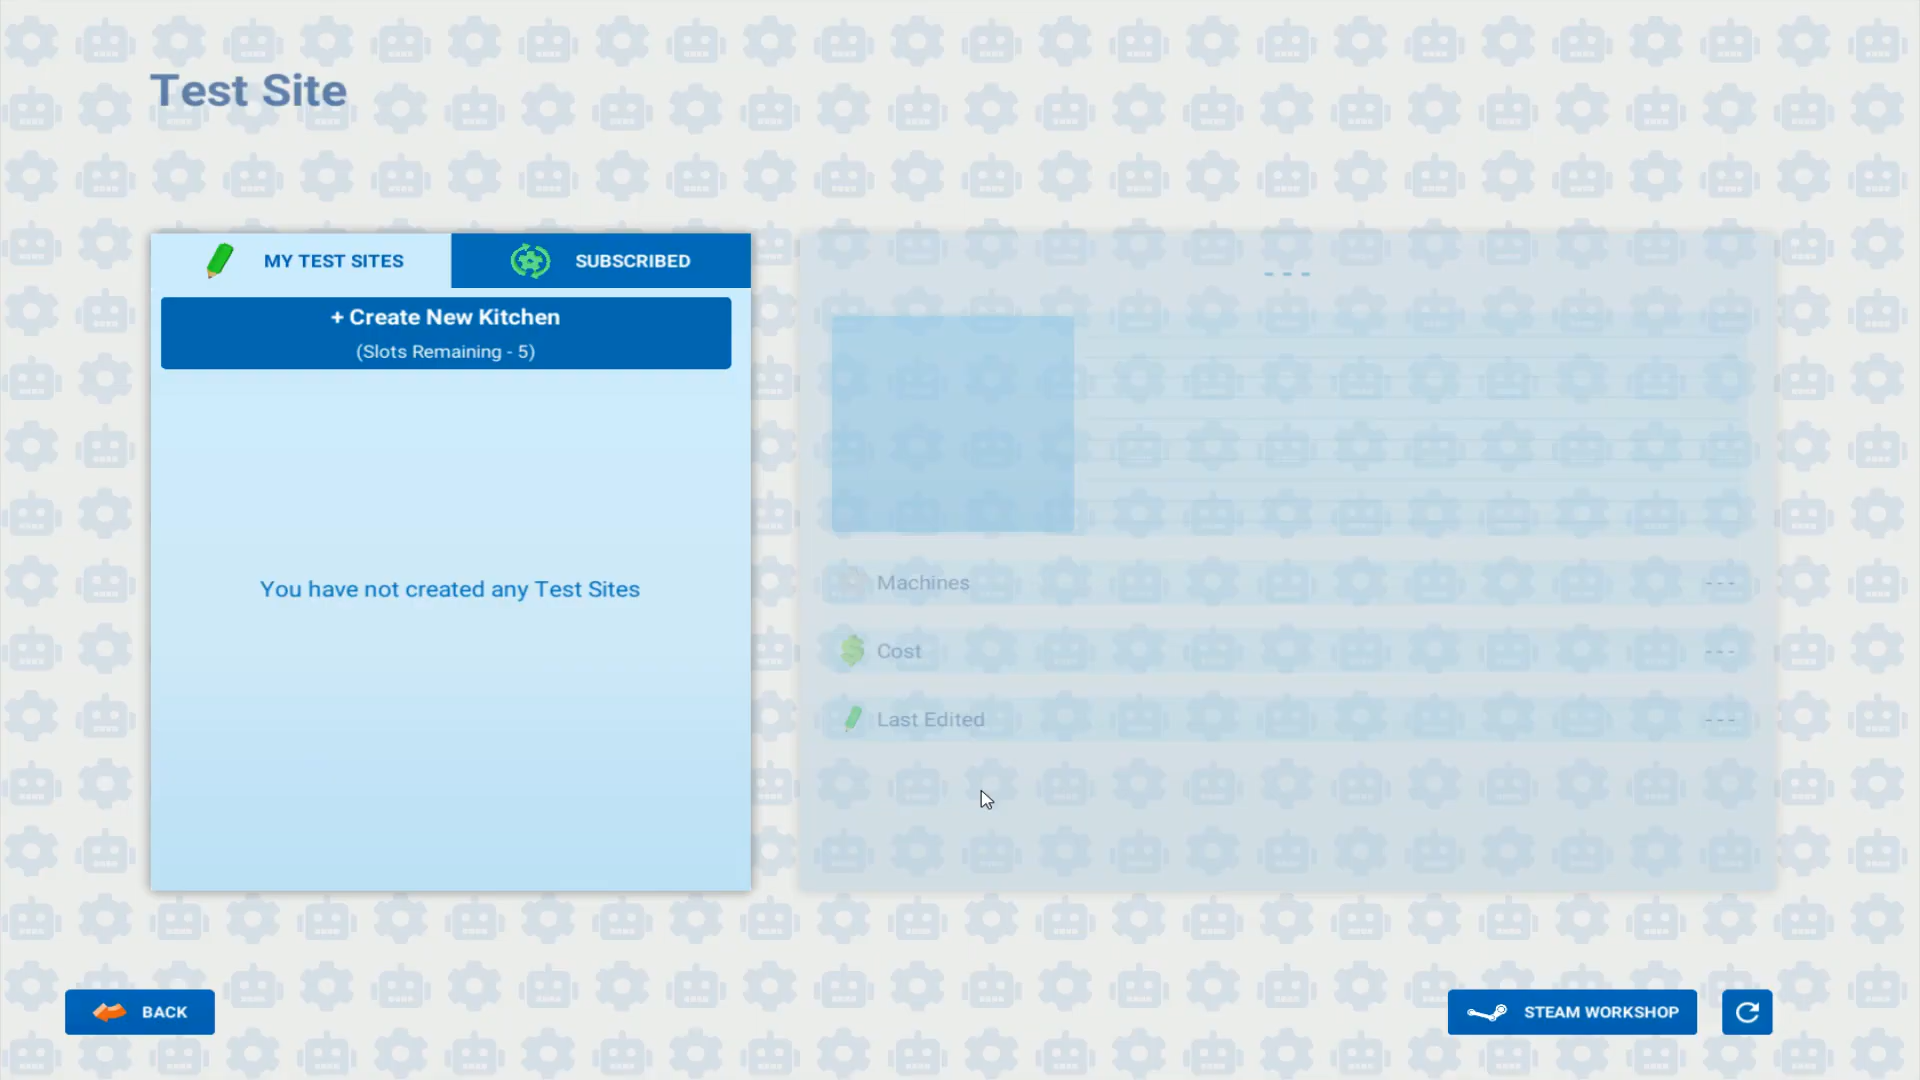 Test Site
MY TEST SITES
SUBSCRIBED
+ Create New Kitchen
(Slots Remaining - 5)
You have not created any Test Sites
- - -
Machines
- - -
Cost
- - -
Last Edited
- - -
BACK
STEAM WORKSHOP